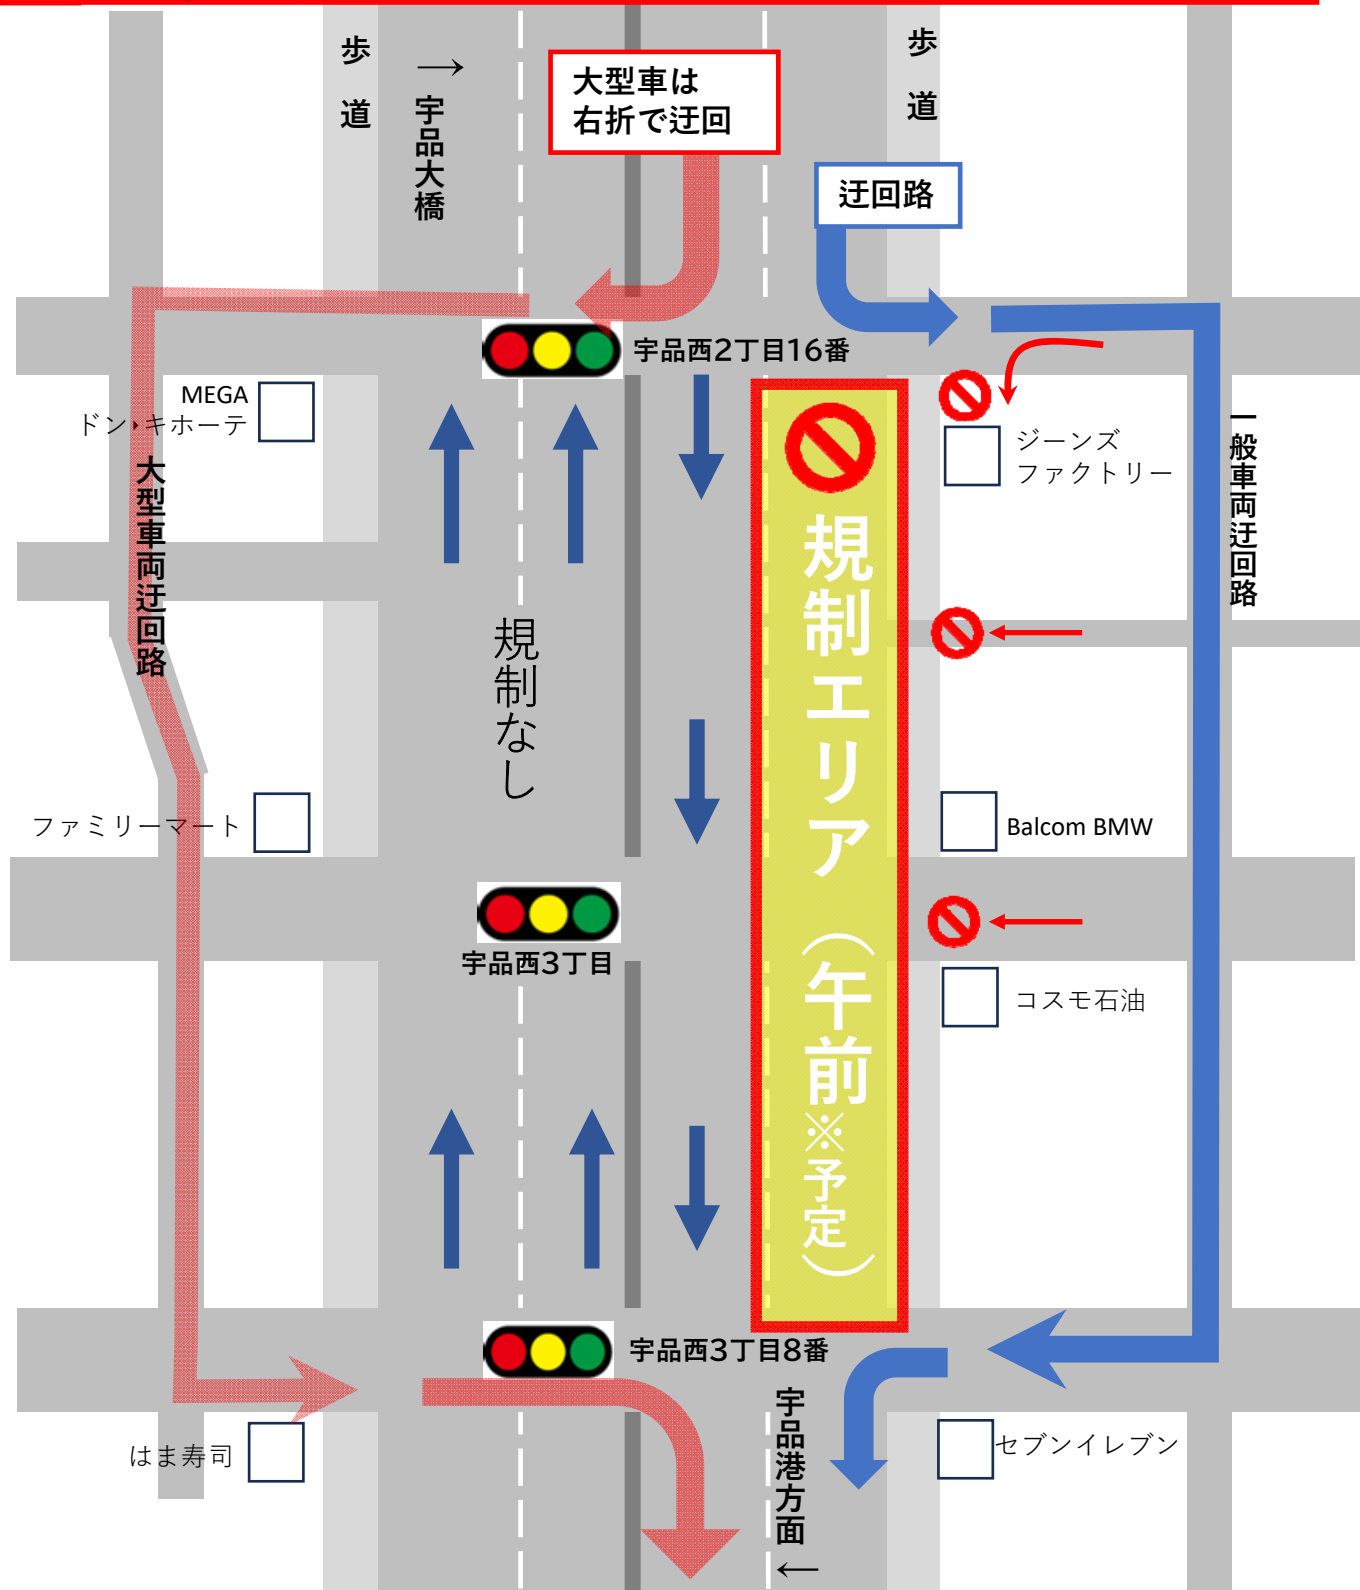 歩道
→
宇品大橋
大型車は
右折で迂回
歩道
迂回路
宇品西2丁目16番
MEGA
ドン・キホーテ
大型車両迂回路
ジーンズ
ファクトリー
一般車両迂回路
規制エリア（午前※予定）
規制なし
ファミリーマート
Balcom BMW
宇品西3丁目
コスモ石油
宇品西3丁目8番
宇品港方面
←
はま寿司
セブンイレブン